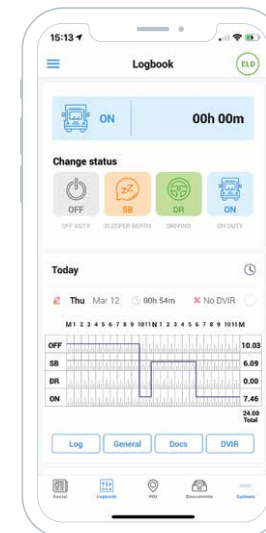 15:13
Logbook
ELD
ON
00h 00m
Change status
OFF
zZ
SB
DR
ON
OFF DUTY
SLEEPER BERTH
DRIVING
ON DUTY
Today
Thu Mar 12 00h 54m No DVIR
M 1 2 3 4 5 6 7 8 9 10 11 N 1 2 3 4 5 6 7 8 9 10 11 M
OFF 10.03
SB 6.09
DR 0.00
ON 7.46
24.00
Total
Log
General
Docs
DVIR
Social
Logbook
POI
Documents
Options